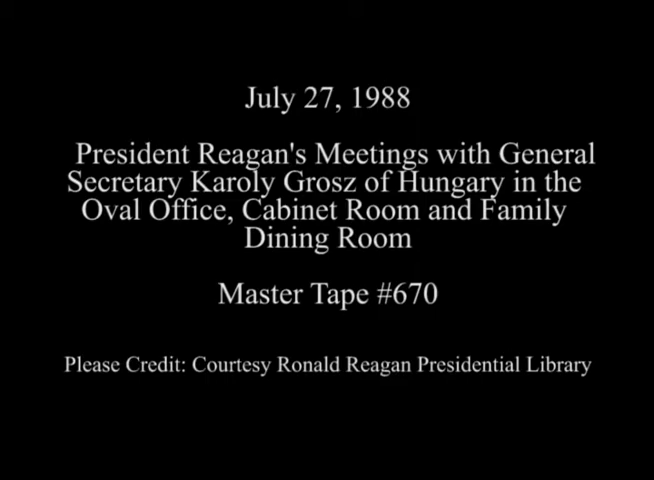 July 27, 1988
President Reagan's Meetings with General
Secretary Karoly Grosz of Hungary in the
Oval Office, Cabinet Room and Family
Dining Room
Master Tape #670
Please Credit: Courtesy Ronald Reagan Presidential Library